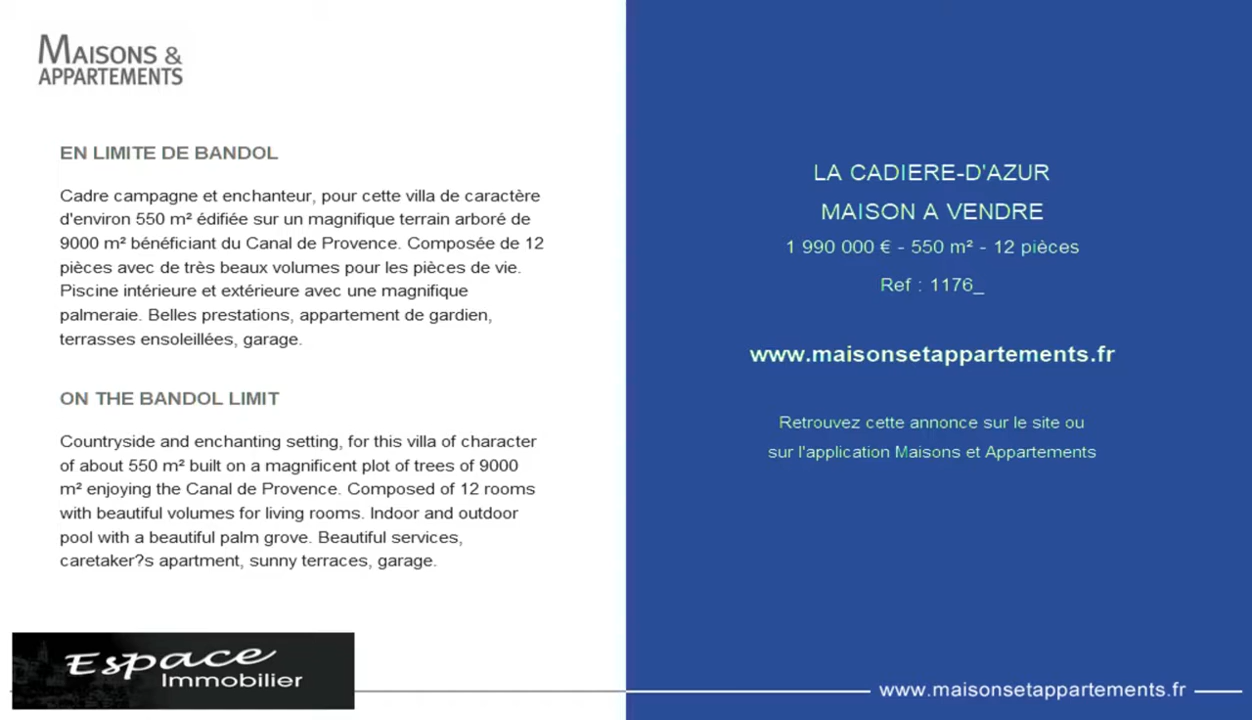 MAISONS &
APPARTEMENTS
EN LIMITE DE BANDOL
Cadre campagne et enchanteur, pour cette villa de caractère
d'environ 550 m² édifiée sur un magnifique terrain arboré de
9000 m² bénéficiant du Canal de Provence. Composée de 12
pièces avec de très beaux volumes pour les pièces de vie.
Piscine intérieure et extérieure avec une magnifique
palmeraie. Belles prestations, appartement de gardien,
terrasses ensoleillées, garage.
ON THE BANDOL LIMIT
Countryside and enchanting setting, for this villa of character
of about 550 m² built on a magnificent plot of trees of 9000
m² enjoying the Canal de Provence. Composed of 12 rooms
with beautiful volumes for living rooms. Indoor and outdoor
pool with a beautiful palm grove. Beautiful services,
caretaker?s apartment, sunny terraces, garage.
Espace
Immobilier
LA CADIERE-D'AZUR
MAISON A VENDRE
1 990 000 € - 550 m² - 12 pièces
Ref : 1176_
www.maisonsetappartements.fr
Retrouvez cette annonce sur le site ou
sur l'application Maisons et Appartements
www.maisonsetappartements.fr